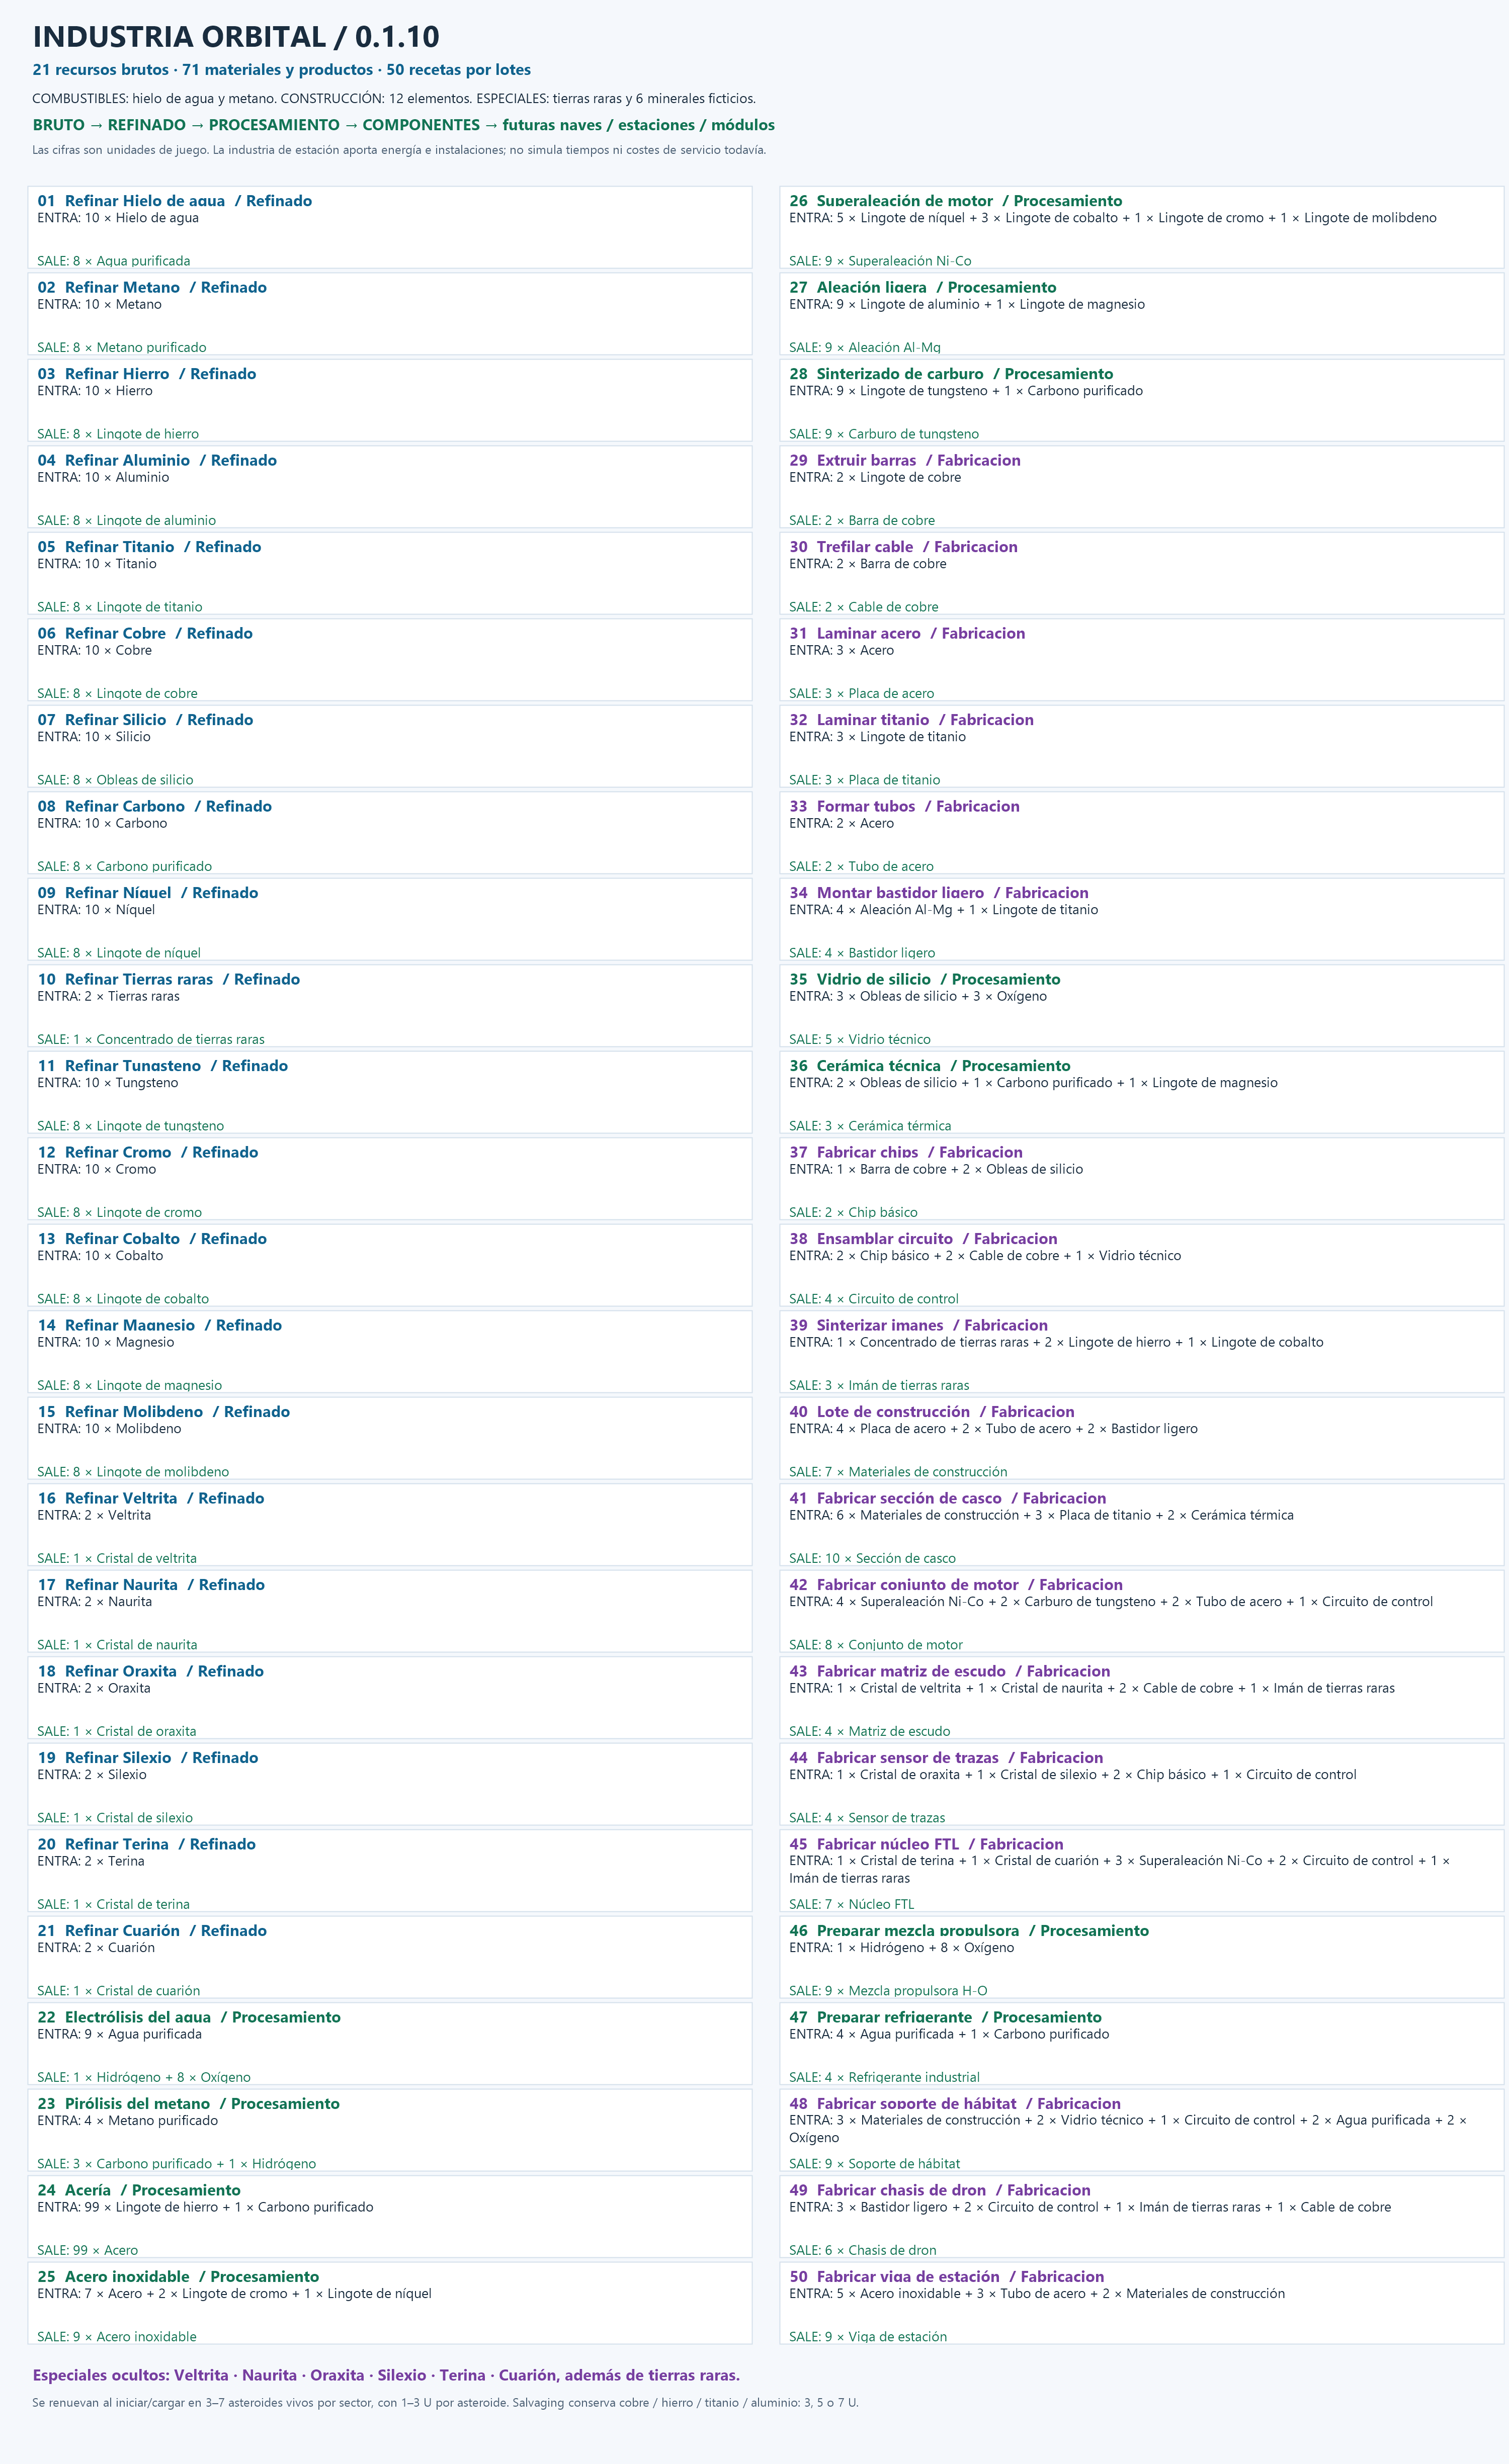 INDUSTRIA ORBITAL / 0.1.10
21 recursos brutos · 71 materiales y productos · 50 recetas por lotes
COMBUSTIBLES: hielo de agua y metano. CONSTRUCCIÓN: 12 elementos. ESPECIALES: tierras raras y 6 minerales ficticios.
BRUTO → REFINADO → PROCESAMIENTO → COMPONENTES → futuras naves / estaciones / módulos
Las cifras son unidades de juego. La industria de estación aporta energía e instalaciones; no simula tiempos ni costes de servicio todavía.
01 Refinar Hielo de agua / Refinado
ENTRA: 10 × Hielo de agua
SALE: 8 × Agua purificada
02 Refinar Metano / Refinado
ENTRA: 10 × Metano
SALE: 8 × Metano purificado
03 Refinar Hierro / Refinado
ENTRA: 10 × Hierro
SALE: 8 × Lingote de hierro
04 Refinar Aluminio / Refinado
ENTRA: 10 × Aluminio
SALE: 8 × Lingote de aluminio
05 Refinar Titanio / Refinado
ENTRA: 10 × Titanio
SALE: 8 × Lingote de titanio
06 Refinar Cobre / Refinado
ENTRA: 10 × Cobre
SALE: 8 × Lingote de cobre
07 Refinar Silicio / Refinado
ENTRA: 10 × Silicio
SALE: 8 × Obleas de silicio
08 Refinar Carbono / Refinado
ENTRA: 10 × Carbono
SALE: 8 × Carbono purificado
09 Refinar Níquel / Refinado
ENTRA: 10 × Níquel
SALE: 8 × Lingote de níquel
10 Refinar Tierras raras / Refinado
ENTRA: 2 × Tierras raras
SALE: 1 × Concentrado de tierras raras
11 Refinar Tungsteno / Refinado
ENTRA: 10 × Tungsteno
SALE: 8 × Lingote de tungsteno
12 Refinar Cromo / Refinado
ENTRA: 10 × Cromo
SALE: 8 × Lingote de cromo
13 Refinar Cobalto / Refinado
ENTRA: 10 × Cobalto
SALE: 8 × Lingote de cobalto
14 Refinar Magnesio / Refinado
ENTRA: 10 × Magnesio
SALE: 8 × Lingote de magnesio
15 Refinar Molibdeno / Refinado
ENTRA: 10 × Molibdeno
SALE: 8 × Lingote de molibdeno
16 Refinar Veltrita / Refinado
ENTRA: 2 × Veltrita
SALE: 1 × Cristal de veltrita
17 Refinar Naurita / Refinado
ENTRA: 2 × Naurita
SALE: 1 × Cristal de naurita
18 Refinar Oraxita / Refinado
ENTRA: 2 × Oraxita
SALE: 1 × Cristal de oraxita
19 Refinar Silexio / Refinado
ENTRA: 2 × Silexio
SALE: 1 × Cristal de silexio
20 Refinar Terina / Refinado
ENTRA: 2 × Terina
SALE: 1 × Cristal de terina
21 Refinar Cuarión / Refinado
ENTRA: 2 × Cuarión
SALE: 1 × Cristal de cuarión
22 Electrólisis del agua / Procesamiento
ENTRA: 9 × Agua purificada
SALE: 1 × Hidrógeno + 8 × Oxígeno
23 Pirólisis del metano / Procesamiento
ENTRA: 4 × Metano purificado
SALE: 3 × Carbono purificado + 1 × Hidrógeno
24 Acería / Procesamiento
ENTRA: 99 × Lingote de hierro + 1 × Carbono purificado
SALE: 99 × Acero
25 Acero inoxidable / Procesamiento
ENTRA: 7 × Acero + 2 × Lingote de cromo + 1 × Lingote de níquel
SALE: 9 × Acero inoxidable
26 Superaleación de motor / Procesamiento
ENTRA: 5 × Lingote de níquel + 3 × Lingote de cobalto + 1 × Lingote de cromo + 1 × Lingote de molibdeno
SALE: 9 × Superaleación Ni-Co
27 Aleación ligera / Procesamiento
ENTRA: 9 × Lingote de aluminio + 1 × Lingote de magnesio
SALE: 9 × Aleación Al-Mg
28 Sinterizado de carburo / Procesamiento
ENTRA: 9 × Lingote de tungsteno + 1 × Carbono purificado
SALE: 9 × Carburo de tungsteno
29 Extruir barras / Fabricacion
ENTRA: 2 × Lingote de cobre
SALE: 2 × Barra de cobre
30 Trefilar cable / Fabricacion
ENTRA: 2 × Barra de cobre
SALE: 2 × Cable de cobre
31 Laminar acero / Fabricacion
ENTRA: 3 × Acero
SALE: 3 × Placa de acero
32 Laminar titanio / Fabricacion
ENTRA: 3 × Lingote de titanio
SALE: 3 × Placa de titanio
33 Formar tubos / Fabricacion
ENTRA: 2 × Acero
SALE: 2 × Tubo de acero
34 Montar bastidor ligero / Fabricacion
ENTRA: 4 × Aleación Al-Mg + 1 × Lingote de titanio
SALE: 4 × Bastidor ligero
35 Vidrio de silicio / Procesamiento
ENTRA: 3 × Obleas de silicio + 3 × Oxígeno
SALE: 5 × Vidrio técnico
36 Cerámica técnica / Procesamiento
ENTRA: 2 × Obleas de silicio + 1 × Carbono purificado + 1 × Lingote de magnesio
SALE: 3 × Cerámica térmica
37 Fabricar chips / Fabricacion
ENTRA: 1 × Barra de cobre + 2 × Obleas de silicio
SALE: 2 × Chip básico
38 Ensamblar circuito / Fabricacion
ENTRA: 2 × Chip básico + 2 × Cable de cobre + 1 × Vidrio técnico
SALE: 4 × Circuito de control
39 Sinterizar imanes / Fabricacion
ENTRA: 1 × Concentrado de tierras raras + 2 × Lingote de hierro + 1 × Lingote de cobalto
SALE: 3 × Imán de tierras raras
40 Lote de construcción / Fabricacion
ENTRA: 4 × Placa de acero + 2 × Tubo de acero + 2 × Bastidor ligero
SALE: 7 × Materiales de construcción
41 Fabricar sección de casco / Fabricacion
ENTRA: 6 × Materiales de construcción + 3 × Placa de titanio + 2 × Cerámica térmica
SALE: 10 × Sección de casco
42 Fabricar conjunto de motor / Fabricacion
ENTRA: 4 × Superaleación Ni-Co + 2 × Carburo de tungsteno + 2 × Tubo de acero + 1 × Circuito de control
SALE: 8 × Conjunto de motor
43 Fabricar matriz de escudo / Fabricacion
ENTRA: 1 × Cristal de veltrita + 1 × Cristal de naurita + 2 × Cable de cobre + 1 × Imán de tierras raras
SALE: 4 × Matriz de escudo
44 Fabricar sensor de trazas / Fabricacion
ENTRA: 1 × Cristal de oraxita + 1 × Cristal de silexio + 2 × Chip básico + 1 × Circuito de control
SALE: 4 × Sensor de trazas
45 Fabricar núcleo FTL / Fabricacion
ENTRA: 1 × Cristal de terina + 1 × Cristal de cuarión + 3 × Superaleación Ni-Co + 2 × Circuito de control + 1 ×
Imán de tierras raras
SALE: 7 × Núcleo FTL
46 Preparar mezcla propulsora / Procesamiento
ENTRA: 1 × Hidrógeno + 8 × Oxígeno
SALE: 9 × Mezcla propulsora H-O
47 Preparar refrigerante / Procesamiento
ENTRA: 4 × Agua purificada + 1 × Carbono purificado
SALE: 4 × Refrigerante industrial
48 Fabricar soporte de hábitat / Fabricacion
ENTRA: 3 × Materiales de construcción + 2 × Vidrio técnico + 1 × Circuito de control + 2 × Agua purificada + 2 ×
Oxígeno
SALE: 9 × Soporte de hábitat
49 Fabricar chasis de dron / Fabricacion
ENTRA: 3 × Bastidor ligero + 2 × Circuito de control + 1 × Imán de tierras raras + 1 × Cable de cobre
SALE: 6 × Chasis de dron
50 Fabricar viga de estación / Fabricacion
ENTRA: 5 × Acero inoxidable + 3 × Tubo de acero + 2 × Materiales de construcción
SALE: 9 × Viga de estación
Especiales ocultos: Veltrita · Naurita · Oraxita · Silexio · Terina · Cuarión, además de tierras raras.
Se renuevan al iniciar/cargar en 3–7 asteroides vivos por sector, con 1–3 U por asteroide. Salvaging conserva cobre / hierro / titanio / aluminio: 3, 5 o 7 U.